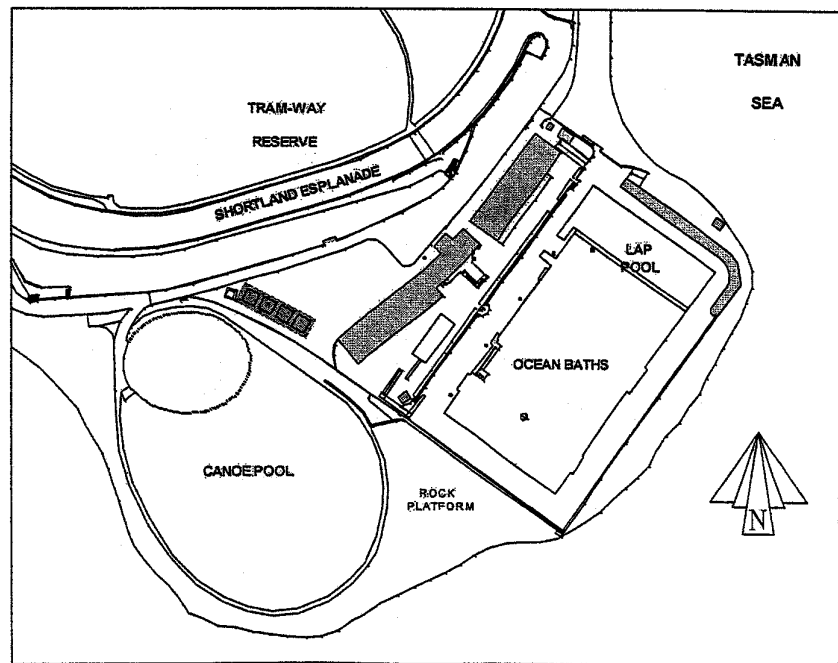 TASMAN
SEA
TRAM-WAY
RESERVE
SHORTLAND ESPLANADE
LAP
POOL
OCEAN BATHS
CANOE POOL
ROCK
PLATFORM
N